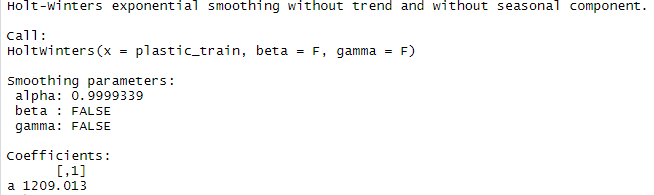 Holt-Winters exponential smoothing without trend and without seasonal component.
Call:
HoltWinters(x = plastic_train, beta = F, gamma = F)
Smoothing parameters:
alpha: 0.9999339
beta : FALSE
gamma: FALSE
Coefficients:
[,1]
a 1209.013